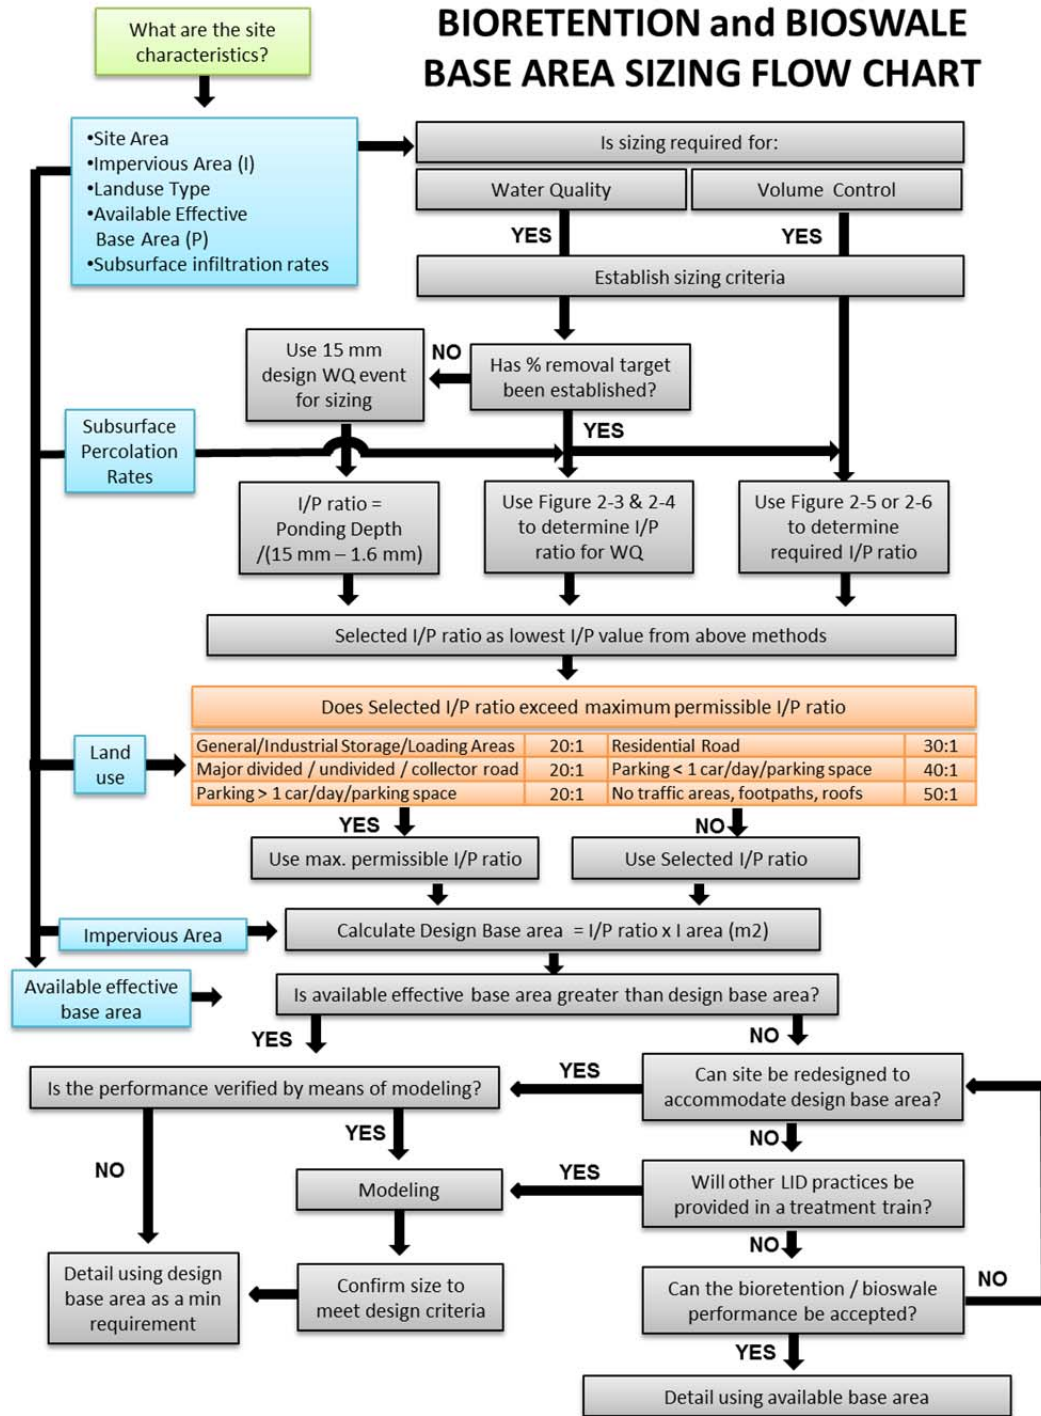 BIORETENTION and BIOSWALE
BASE AREA SIZING FLOW CHART
What are the site
characteristics?
•Site Area
•Impervious Area (I)
•Landuse Type
•Available Effective
Base Area (P)
•Subsurface infiltration rates
Is sizing required for:
Water Quality
Volume Control
YES
YES
Establish sizing criteria
Use 15 mm
design WQ event
for sizing
NO
Has % removal target
been established?
YES
Subsurface
Percolation
Rates
I/P ratio =
Ponding Depth
/(15 mm – 1.6 mm)
Use Figure 2-3 & 2-4
to determine I/P
ratio for WQ
Use Figure 2-5 or 2-6
to determine
required I/P ratio
Selected I/P ratio as lowest I/P value from above methods
Does Selected I/P ratio exceed maximum permissible I/P ratio
Land
use
General/Industrial Storage/Loading Areas 20:1 Residential Road 30:1
Major divided / undivided / collector road 20:1 Parking < 1 car/day/parking space 40:1
Parking > 1 car/day/parking space 20:1 No traffic areas, footpaths, roofs 50:1
YES
NO
Use max. permissible I/P ratio
Use Selected I/P ratio
Impervious Area
Calculate Design Base area = I/P ratio x I area (m2)
Available effective
base area
Is available effective base area greater than design base area?
YES
NO
Is the performance verified by means of modeling?
YES
Can site be redesigned to
accommodate design base area?
NO
YES
NO
Modeling
YES
Will other LID practices be
provided in a treatment train?
NO
Detail using design
base area as a min
requirement
Confirm size to
meet design criteria
Can the bioretention / bioswale
performance be accepted?
NO
YES
Detail using available base area